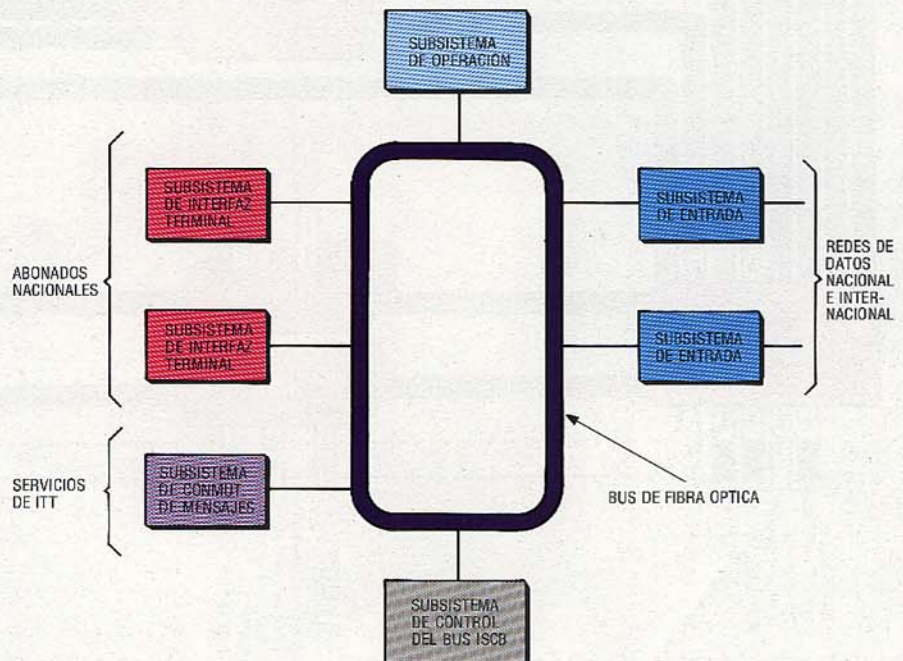 SUBSISTEMA
DE OPERACION
SUBSISTEMA
DE INTERFAZ
TERMINAL
SUBSISTEMA
DE ENTRADA
ABONADOS
NACIONALES
REDES DE
DATOS
NACIONAL
E INTER-
NACIONAL
SUBSISTEMA
DE INTERFAZ
TERMINAL
SUBSISTEMA
DE ENTRADA
SERVICIOS
DE ITT
SUBSISTEMA
DE CONMUT
DE MENSAJES
BUS DE FIBRA OPTICA
SUBSISTEMA
DE CONTROL
DEL BUS ISCB